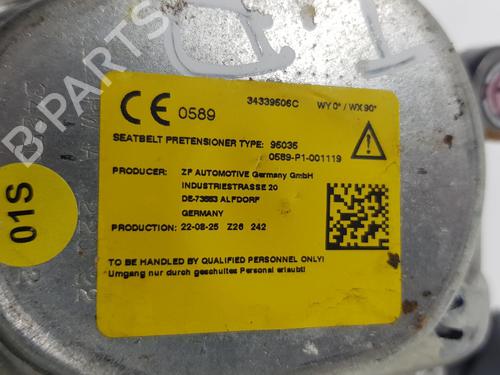 34339506C WY 0° / WX 90°
CE 0589
SEATBELT PRETENSIONER TYPE: 95035
0589-P1-001119
PRODUCER: ZF AUTOMOTIVE Germany GmbH
INDUSTRIESTRASSE 20
DE-73553 ALFDORF
GERMANY
PRODUCTION: 22-08-25 Z26 242
TO BE HANDLED BY QUALIFIED PERSONNEL ONLY!
Umgang nur durch geschultes Personal erlaubt!
01S